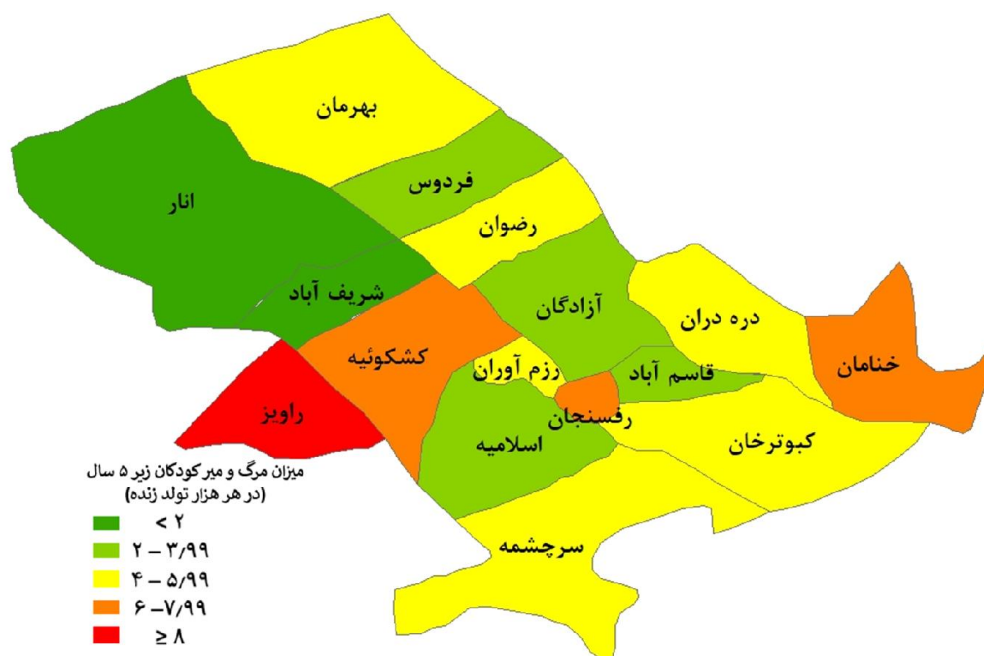 بهرمان
فردوس
انار
رضوان
شریف آباد
آزادگان
دره دران
کشکوئیه
رزم آوران
قاسم آباد
خنامان
راویز
رفسنجان
اسلامیه
کبوترخان
سرچشمه
میزان مرگ و میر کودکان زیر ۵ سال
(در هر هزار تولد زنده)
< ۲
۲ – ۳٫۹۹
۴ – ۵٫۹۹
۶ –۷٫۹۹
≥ ۸